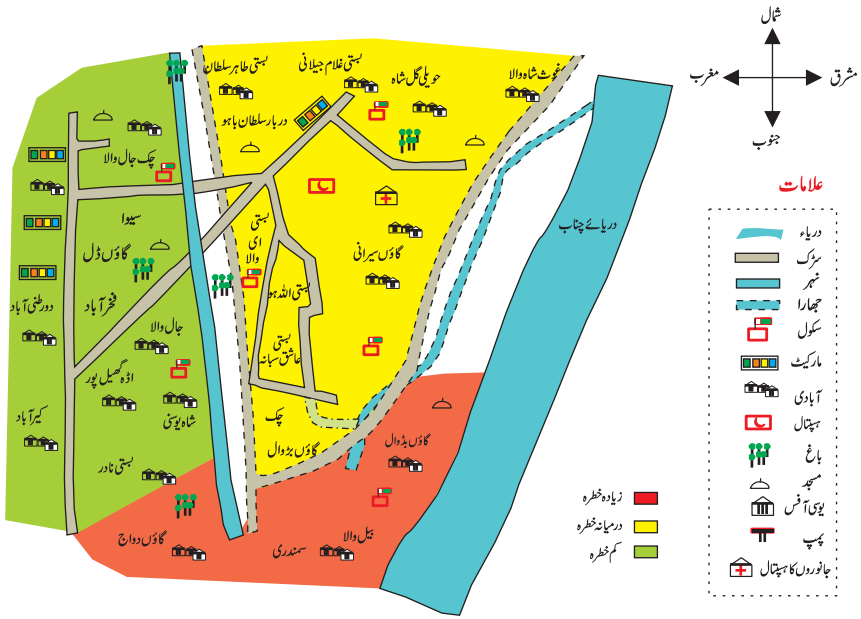 شمال
مغرب
مشرق
جنوب
علامات
دریاء
سڑک
نہر
جھارا
سکول
مارکیٹ
آبادی
ہسپتال
باغ
مسجد
یوسی آفس
پمپ
جانوروں کا ہسپتال
زیادہ خطرہ
درمیانہ خطرہ
کم خطرہ
بستی طاہر سلطان
بستی غلام جیلانی
حویلی گل شاہ
غوث شاہ والا
دربار سلطان باہو
چک جال والا
سیوا
گاؤں ڈل
بستی
ای
والا
گاؤں سیرانی
دریائے چناب
بستی اللہ ہو
فخر آباد
دور طنی آباد
جال والا
بستی
عاشق سبانہ
اڈہ گھیل پور
شاہ یوسنی
کیر آباد
چک
گاؤں بڑوال
گاؤں بڈوال
بستی نادر
گاؤں دواج
سمندری
بیل والا